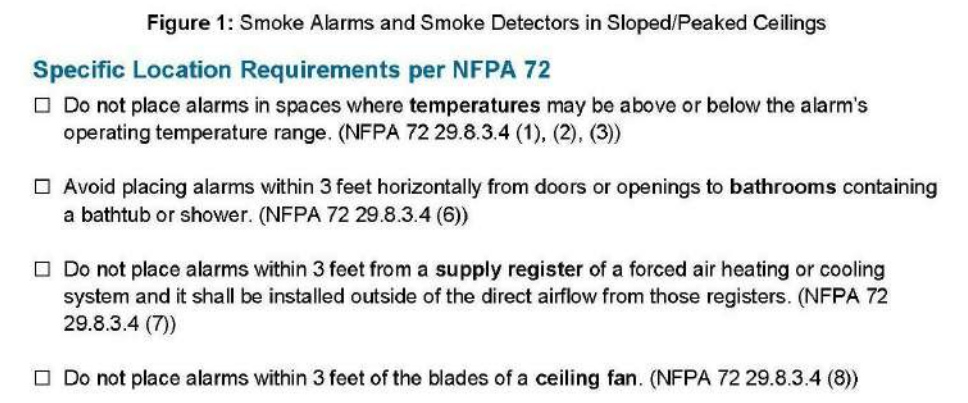 Figure 1: Smoke Alarms and Smoke Detectors in Sloped/Peaked Ceilings
Specific Location Requirements per NFPA 72
☐ Do not place alarms in spaces where temperatures may be above or below the alarm's
operating temperature range. (NFPA 72 29.8.3.4 (1), (2), (3))
☐ Avoid placing alarms within 3 feet horizontally from doors or openings to bathrooms containing
a bathtub or shower. (NFPA 72 29.8.3.4 (6))
☐ Do not place alarms within 3 feet from a supply register of a forced air heating or cooling
system and it shall be installed outside of the direct airflow from those registers. (NFPA 72
29.8.3.4 (7))
☐ Do not place alarms within 3 feet of the blades of a ceiling fan. (NFPA 72 29.8.3.4 (8))